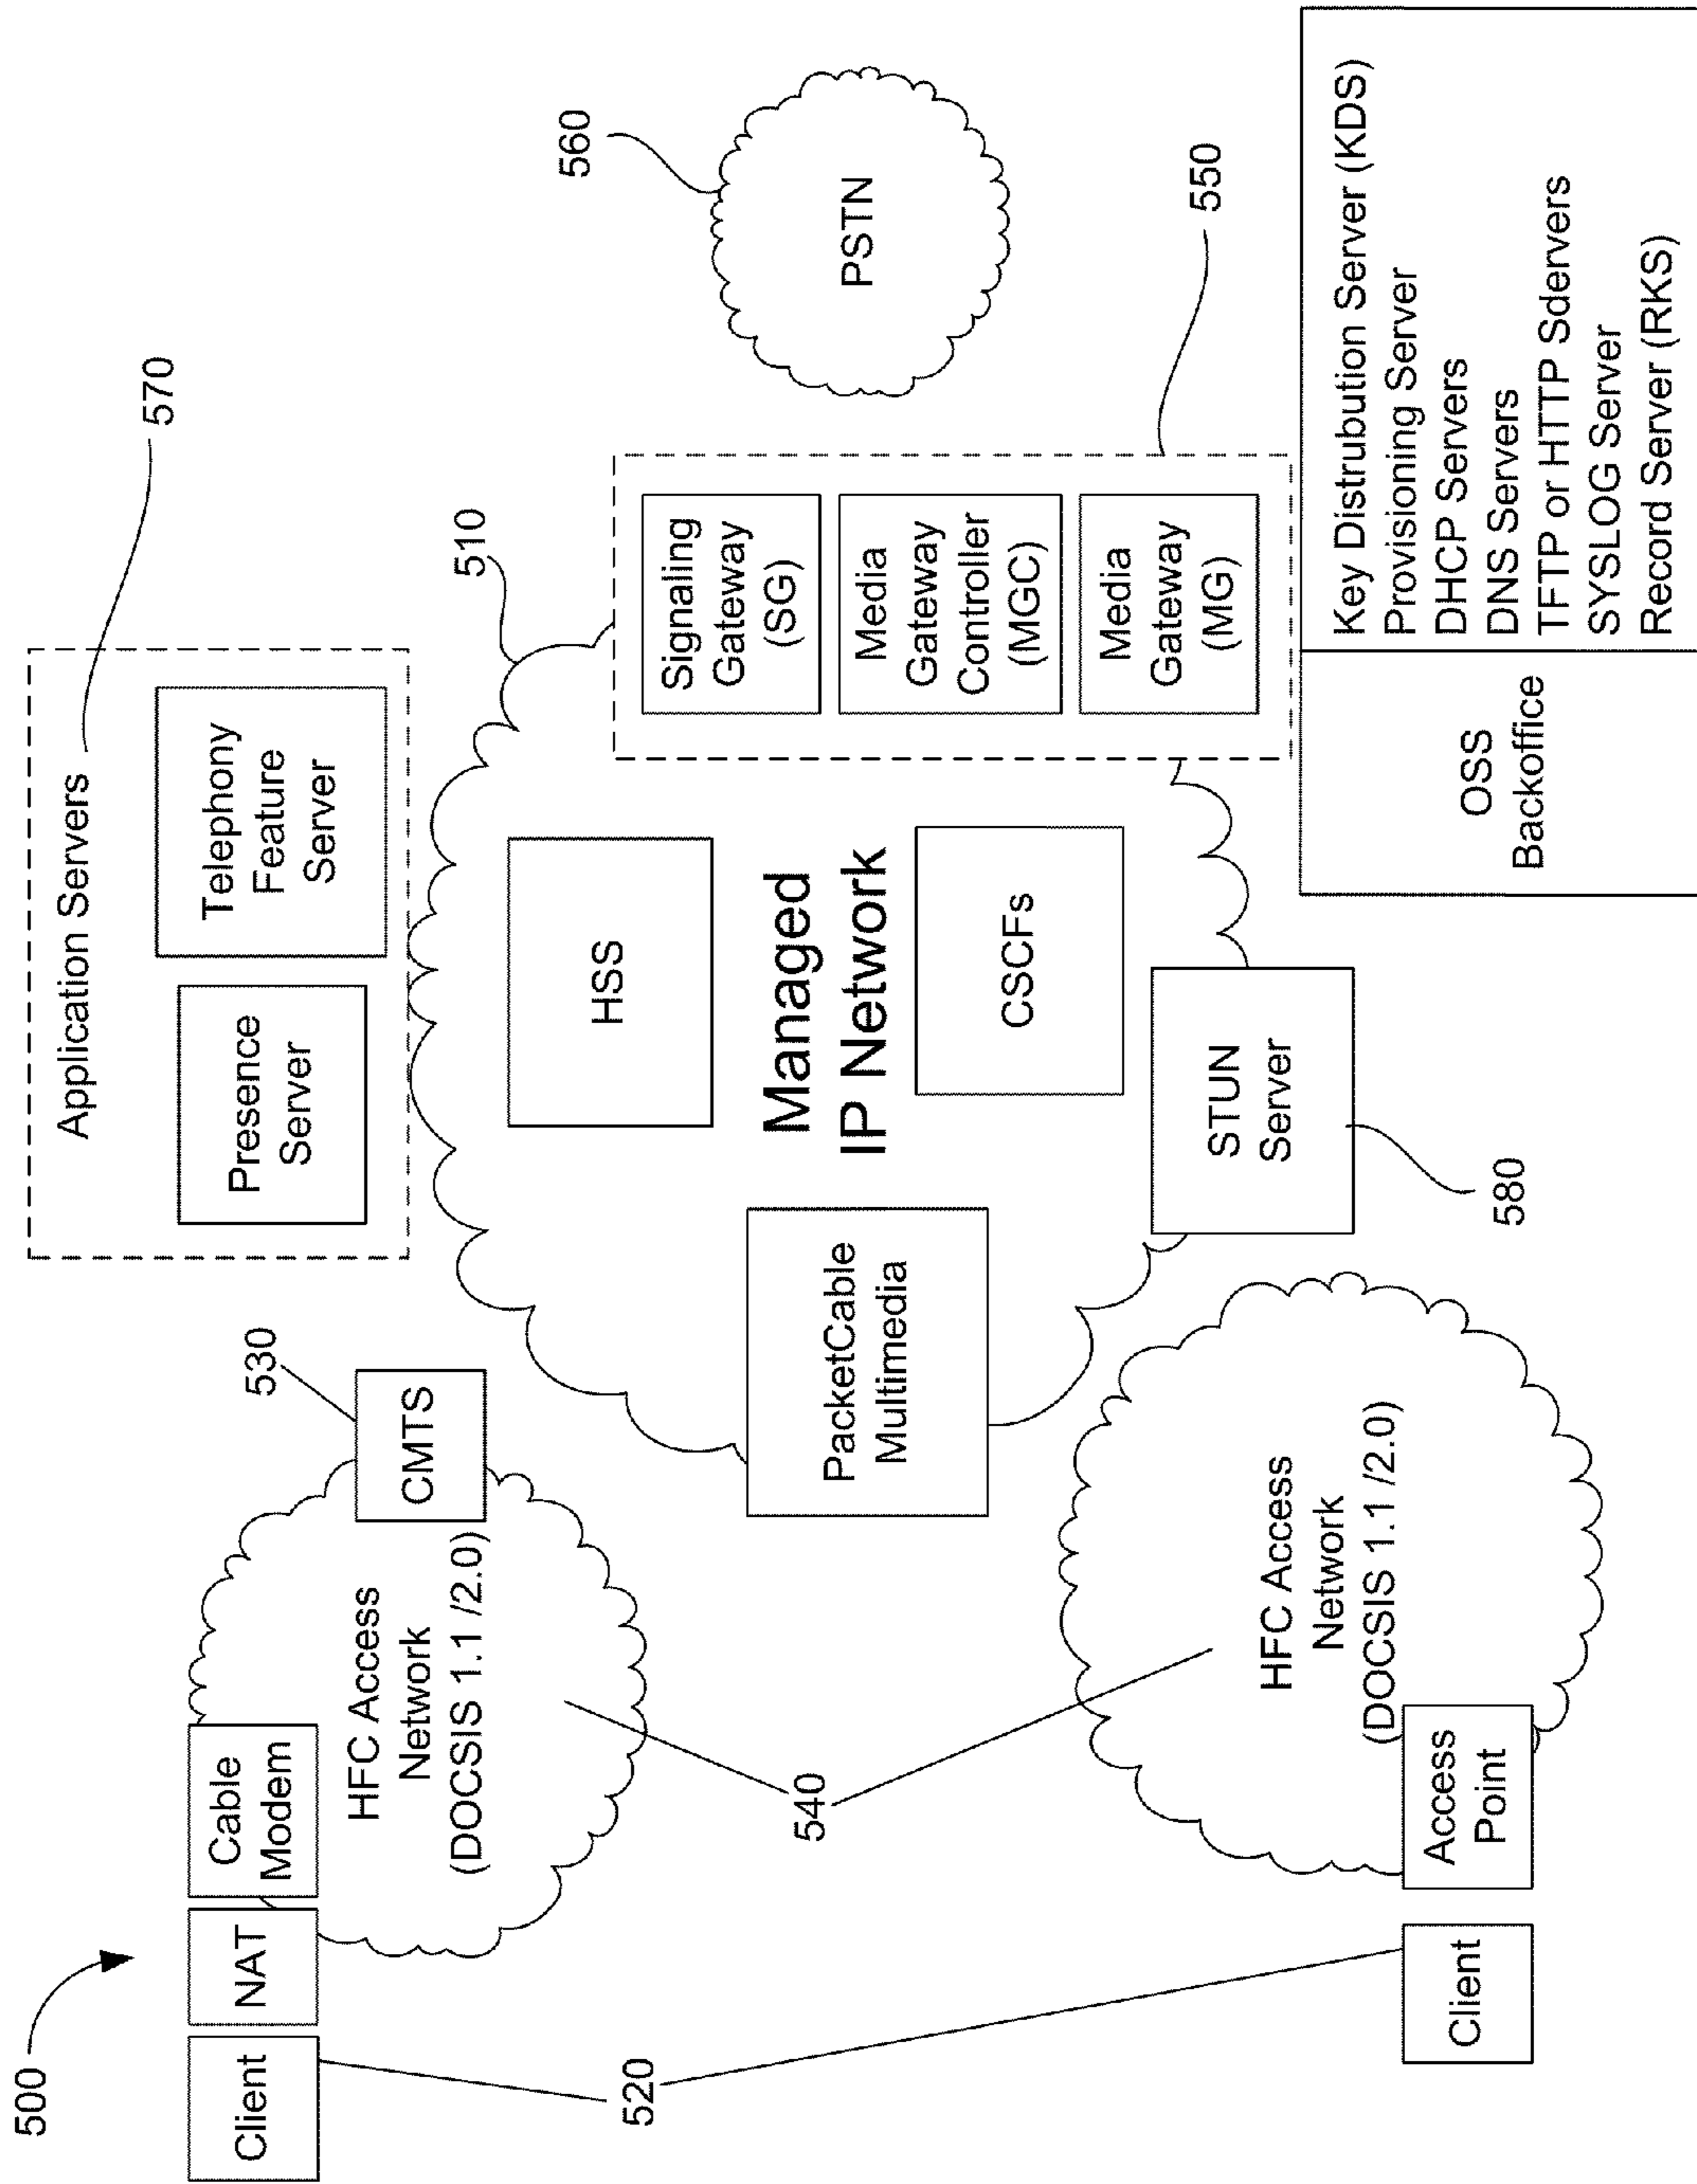 500
Client
NAT
Cable
Modem
HFC Access
Network
(DOCSIS 1.1 /2.0)
CMTS
530
Application Servers
570
Presence
Server
Telephony
Feature
Server
510
HSS
Managed
IP Network
CSCFs
PacketCable
Multimedia
STUN
Server
580
Signaling
Gateway
(SG)
Media
Gateway
Controller
(MGC)
Media
Gateway
(MG)
550
560
PSTN
520
540
Client
Access
Point
HFC Access
Network
(DOCSIS 1.1 /2.0)
OSS
Backoffice
Key Distrubution Server (KDS)
Provisioning Server
DHCP Servers
DNS Servers
TFTP or HTTP Sdervers
SYSLOG Server
Record Server (RKS)